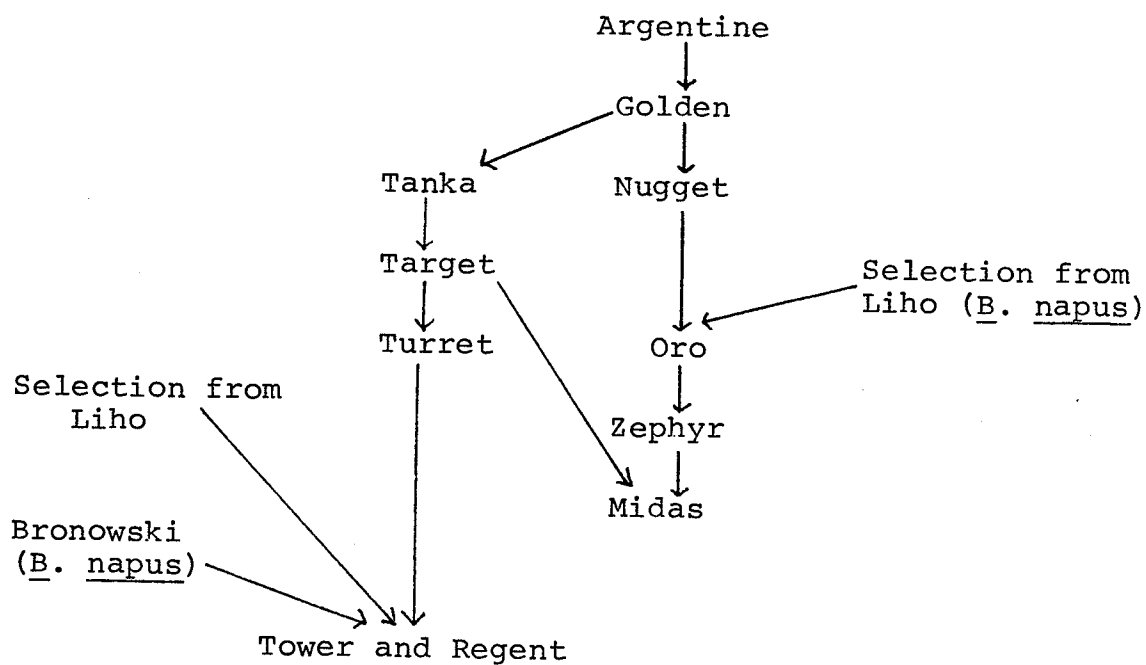 Argentine
Golden
Tanka
Nugget
Target
Selection from
Liho (B. napus)
Turret
Oro
Selection from
Liho
Zephyr
Midas
Bronowski
(B. napus)
Tower and Regent